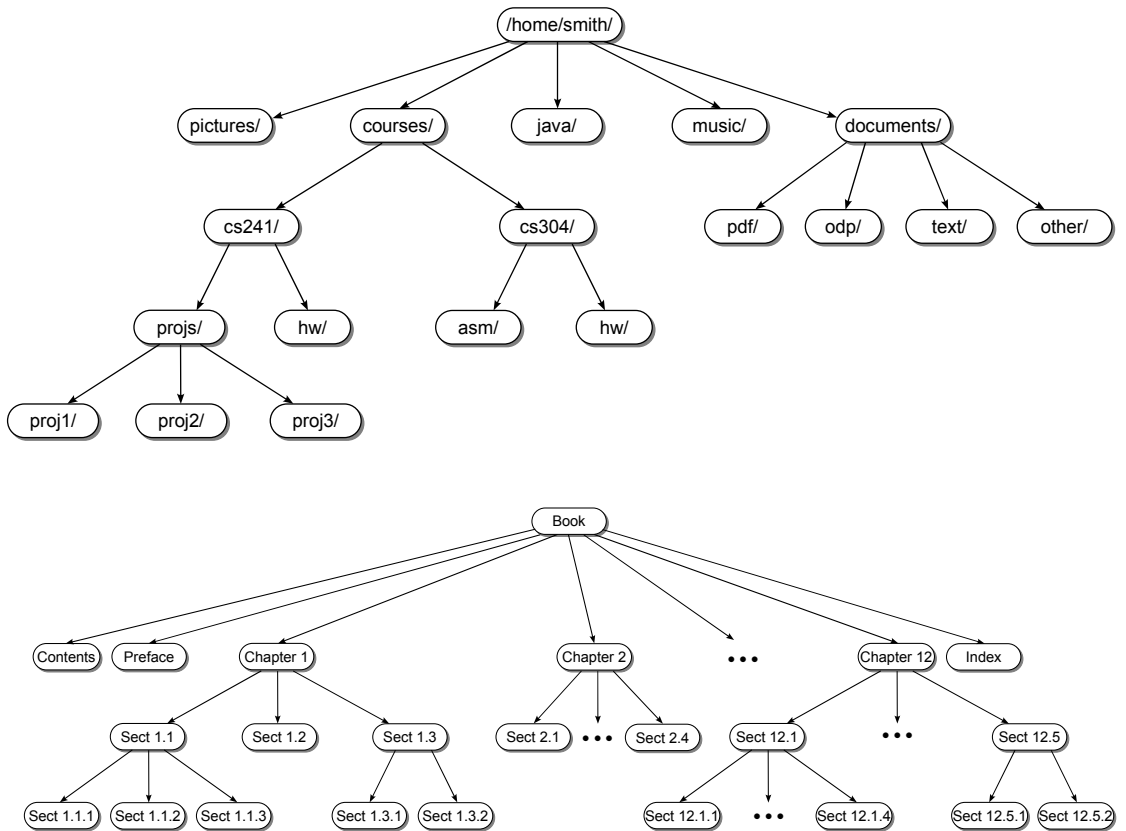 /home/smith/
pictures/ courses/ java/ music/ documents/
cs241/ cs304/ pdf/ odp/ text/ other/
projs/ hw/ asm/ hw/
proj1/ proj2/ proj3/
Book
Contents Preface Chapter 1 Chapter 2 ••• Chapter 12 Index
Sect 1.1 Sect 1.2 Sect 1.3 Sect 2.1 ••• Sect 2.4 Sect 12.1 ••• Sect 12.5
Sect 1.1.1 Sect 1.1.2 Sect 1.1.3 Sect 1.3.1 Sect 1.3.2 Sect 12.1.1 ••• Sect 12.1.4 Sect 12.5.1 Sect 12.5.2